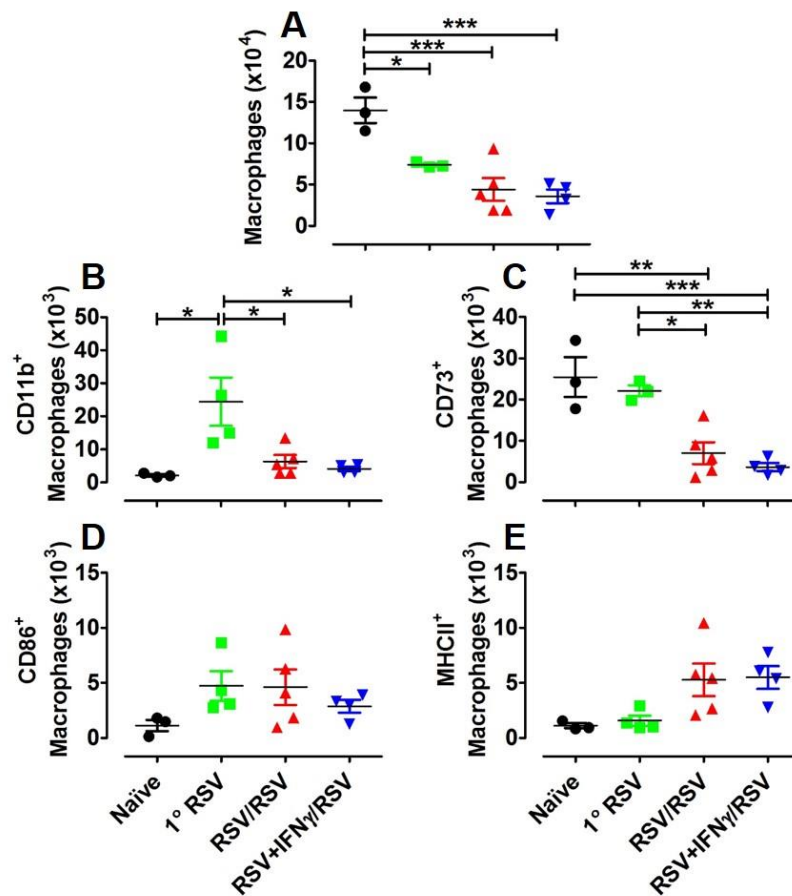 A
***
***
*
Macrophages (x10⁴)
20
15
10
5
0
B
*
*
*
CD11b⁺
Macrophages (x10³)
50
40
30
20
10
0
C
**
***
**
*
CD73⁺
Macrophages (x10³)
40
30
20
10
0
D
CD86⁺
Macrophages (x10³)
15
10
5
0
Naïve
1° RSV
RSV/RSV
RSV+IFNγ/RSV
E
MHCII⁺
Macrophages (x10³)
15
10
5
0
Naïve
1° RSV
RSV/RSV
RSV+IFNγ/RSV